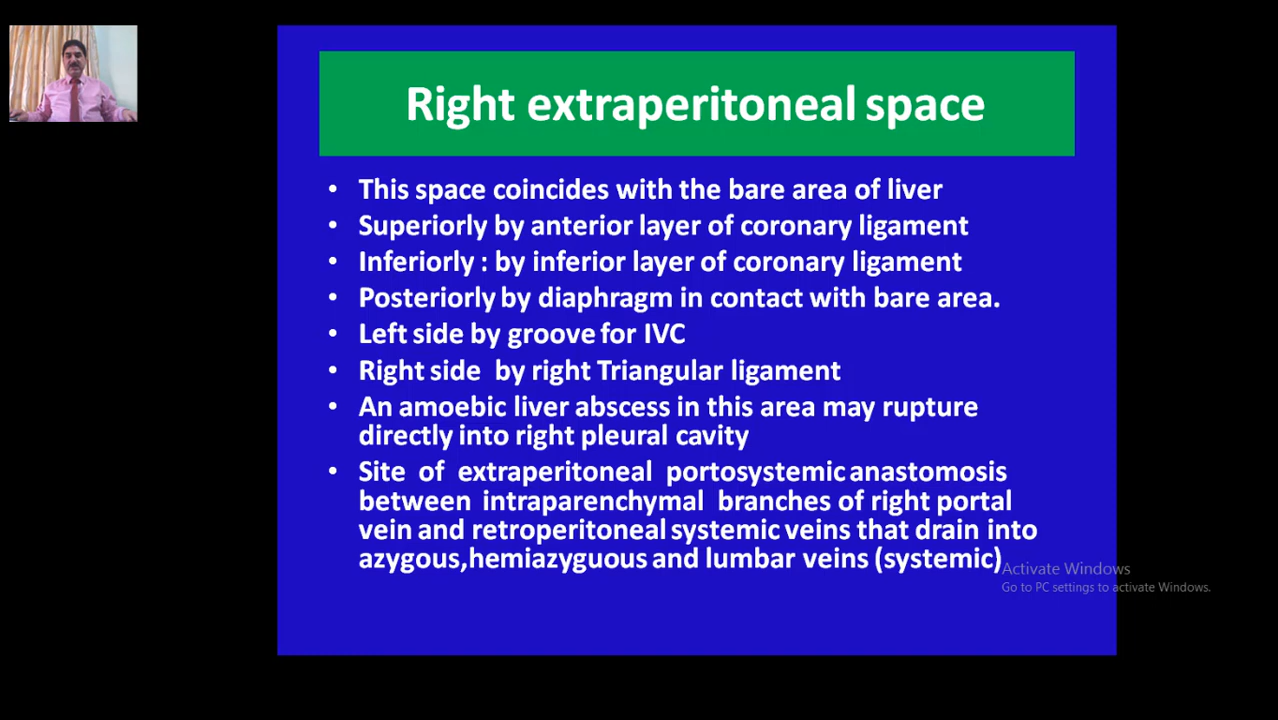 Right extraperitoneal space
• This space coincides with the bare area of liver
• Superiorly by anterior layer of coronary ligament
• Inferiorly : by inferior layer of coronary ligament
• Posteriorly by diaphragm in contact with bare area.
• Left side by groove for IVC
• Right side by right Triangular ligament
• An amoebic liver abscess in this area may rupture
directly into right pleural cavity
• Site of extraperitoneal portosystemic anastomosis
between intraparenchymal branches of right portal
vein and retroperitoneal systemic veins that drain into
azygous,hemiazyguous and lumbar veins (systemic)
Activate Windows
Go to PC settings to activate Windows.